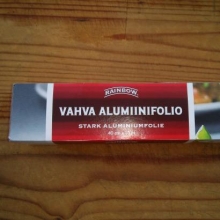 RAINBOW
VAHVA ALUMIINIFOLIO
STARK ALUMINIUMFOLIE